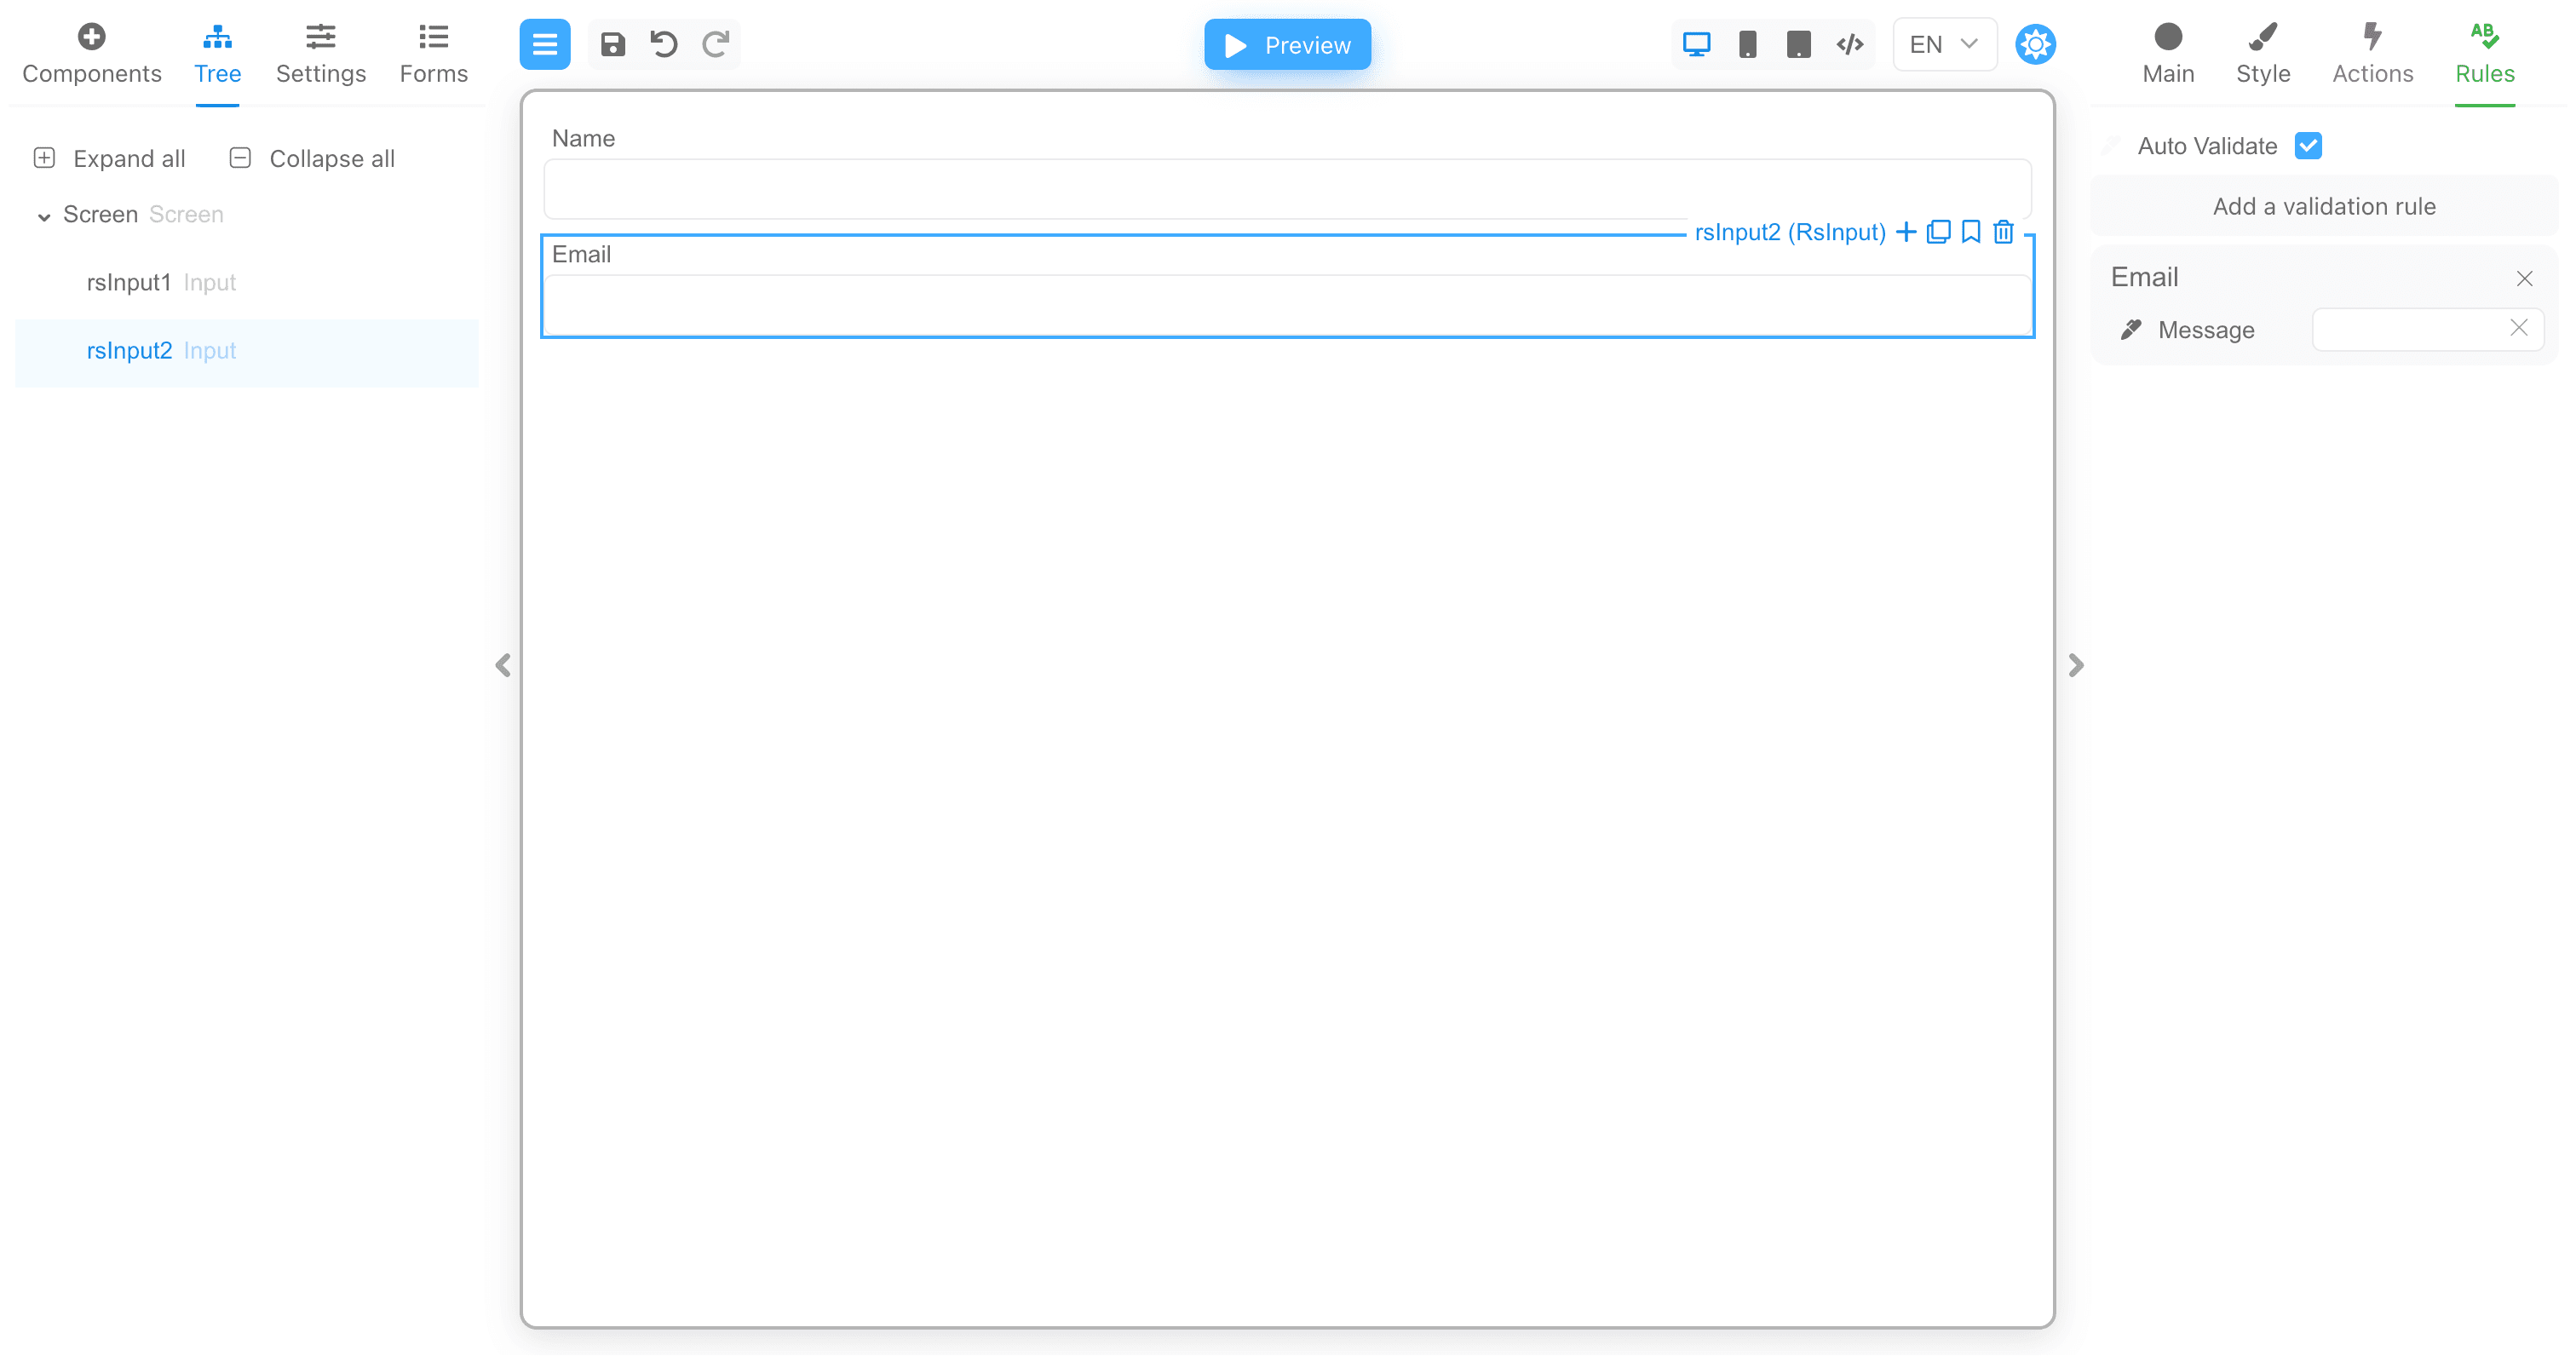 Components Tree Settings Forms
Preview
EN
Main Style Actions AB Rules
Expand all Collapse all
Screen Screen
rsInput1 Input
rsInput2 Input
Name
rsInput2 (RsInput)
Email
Auto Validate
Add a validation rule
Email
Message